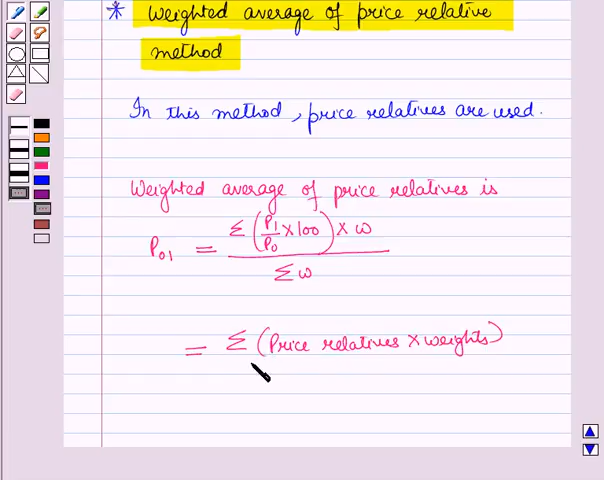 * Weighted average of price relative
method
In this method, price relatives are used.
Weighted average of price relatives is
P₀₁ = Σ (P₁/P₀ × 100) × w / Σ w
= Σ (Price relatives × weights)